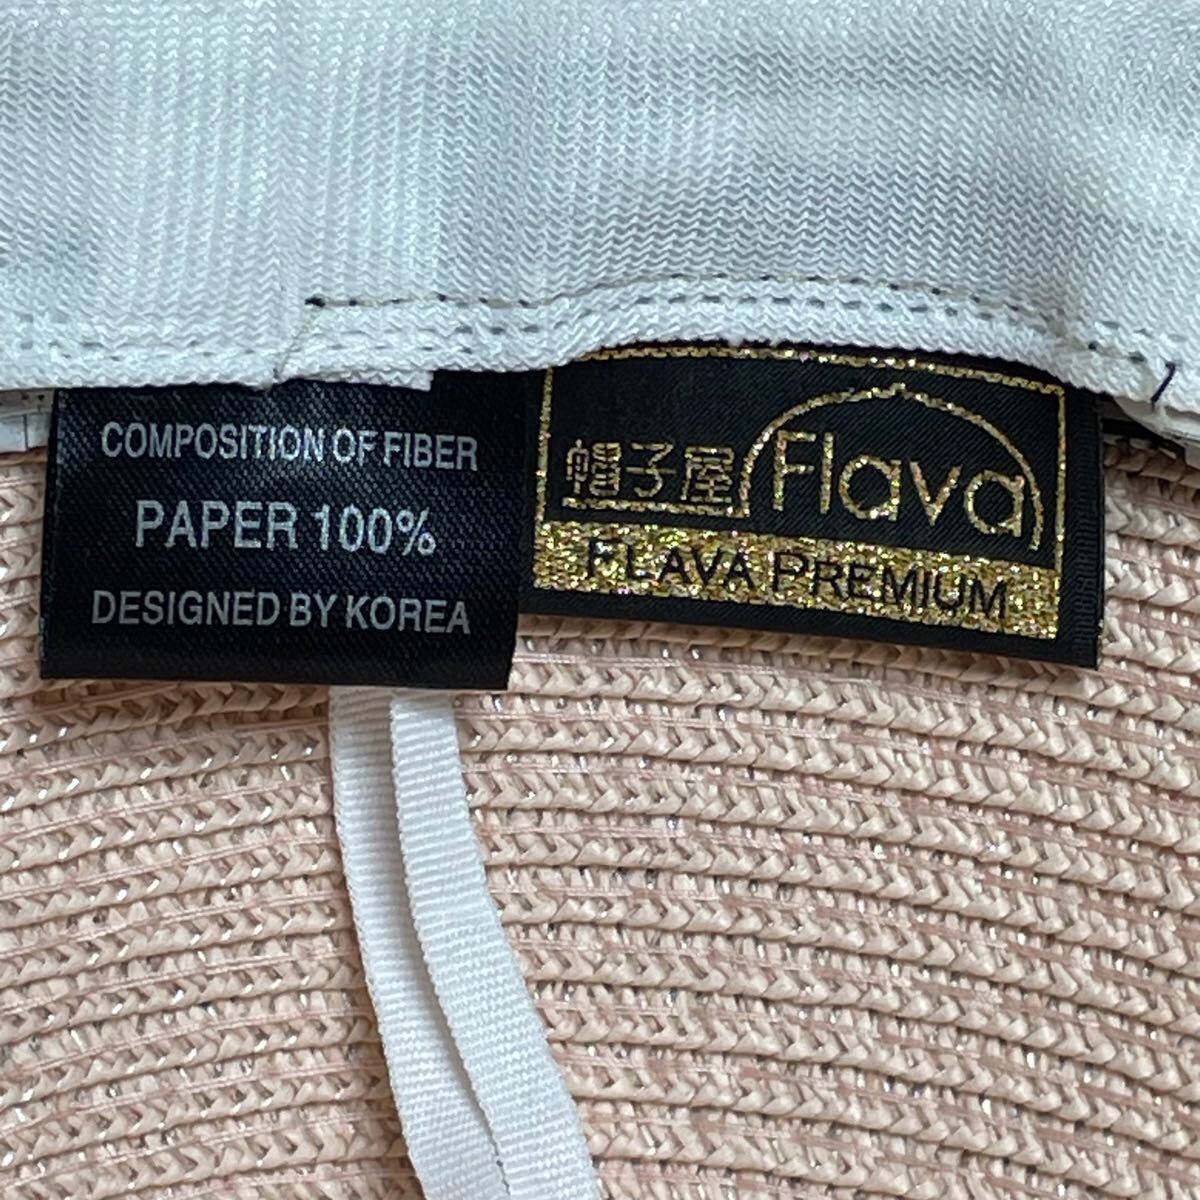 COMPOSITION OF FIBER
PAPER 100%
DESIGNED BY KOREA
帽子屋 Flava
FLAVA PREMIUM